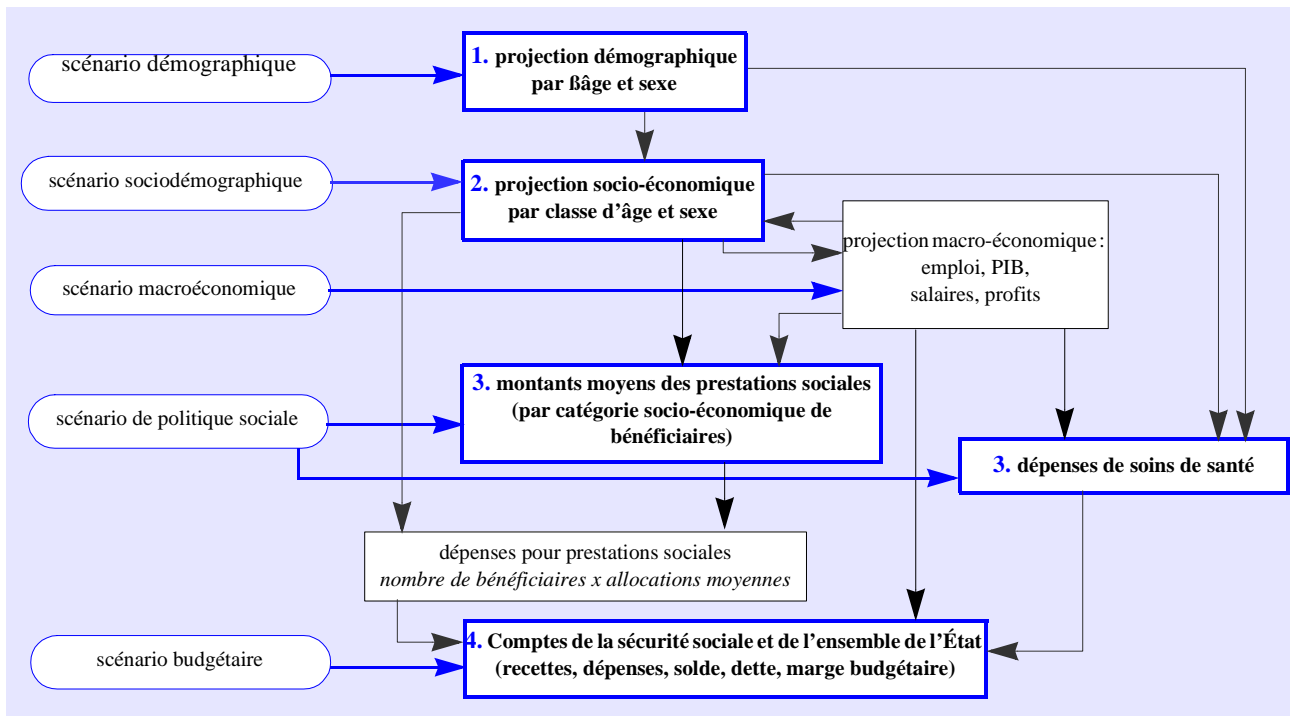 scénario démographique
1. projection démographique
par ßâge et sexe
scénario sociodémographique
2. projection socio-économique
par classe d’âge et sexe
projection macro-économique :
emploi, PIB,
salaires, profits
scénario macroéconomique
3. montants moyens des prestations sociales
(par catégorie socio-économique de
bénéficiaires)
scénario de politique sociale
3. dépenses de soins de santé
dépenses pour prestations sociales
nombre de bénéficiaires x allocations moyennes
4. Comptes de la sécurité sociale et de l’ensemble de l’État
(recettes, dépenses, solde, dette, marge budgétaire)
scénario budgétaire